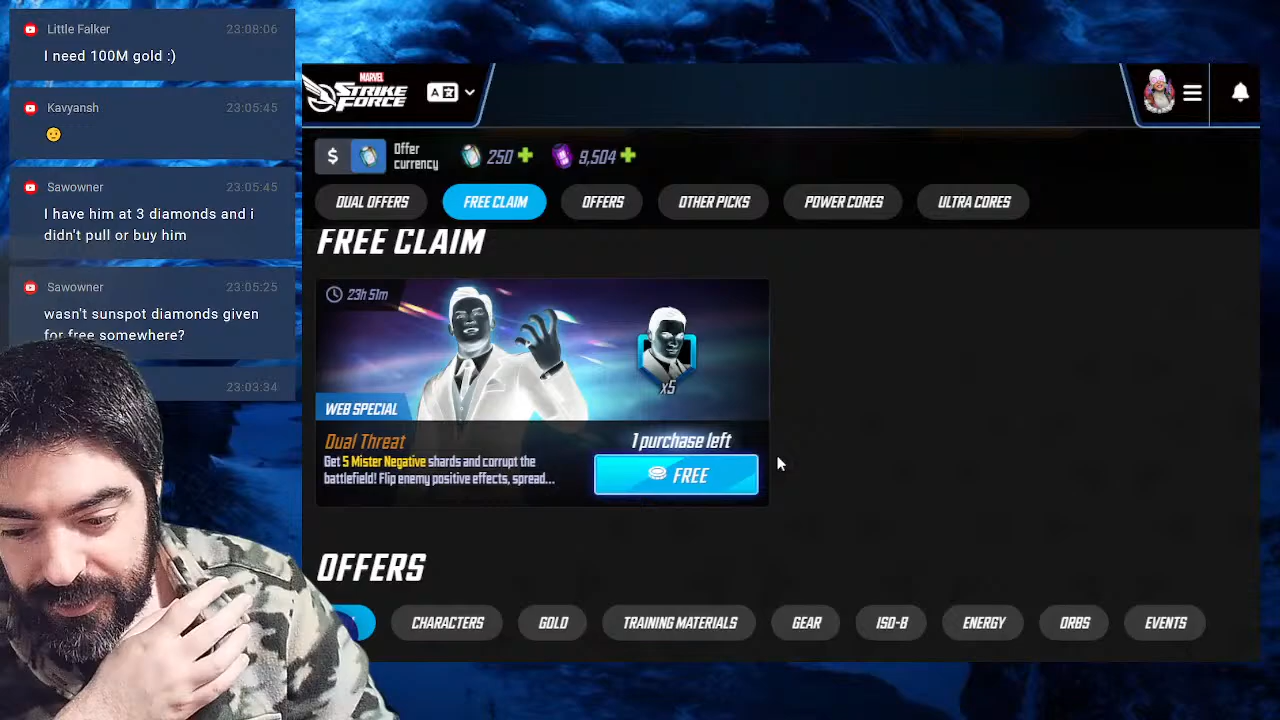 Little Falker 23:08:06
I need 100M gold :)
Kavyansh 23:05:45
Sawowner 23:05:45
I have him at 3 diamonds and i
didn't pull or buy him
Sawowner 23:05:25
wasn't sunspot diamonds given
for free somewhere?
23:03:34
MARVEL
STRIKE
FORCE
$
Offer
currency
250
9,504
DUAL OFFERS
FREE CLAIM
OFFERS
OTHER PICKS
POWER CORES
ULTRA CORES
FREE CLAIM
23h 51m
x5
WEB SPECIAL
Dual Threat
1 purchase left
Get 5 Mister Negative shards and corrupt the
battlefield! Flip enemy positive effects, spread...
FREE
OFFERS
CHARACTERS
GOLD
TRAINING MATERIALS
GEAR
ISO-8
ENERGY
ORBS
EVENTS